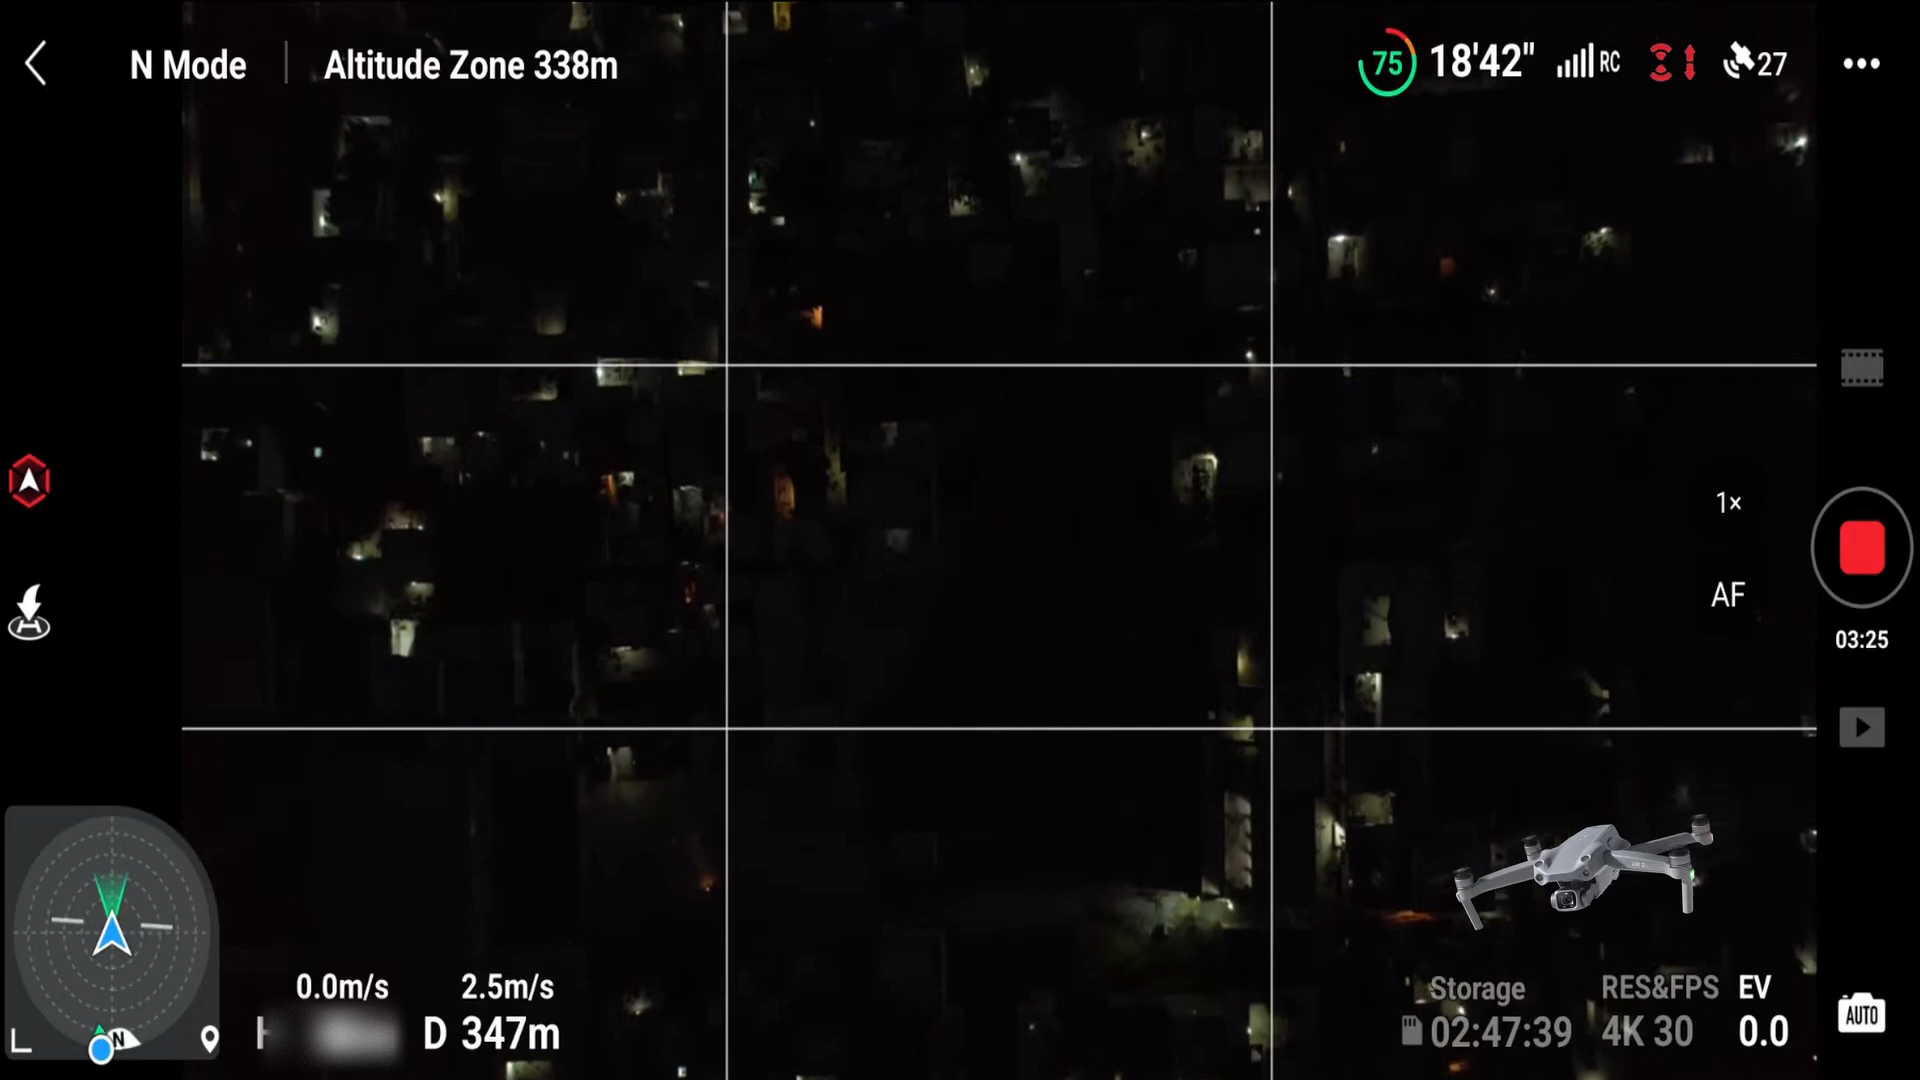 N Mode
Altitude Zone 338m
75
18'42"
RC
27
1×
AF
03:25
N
0.0m/s
2.5m/s
H
D 347m
Storage
RES&FPS
EV
02:47:39
4K 30
0.0
AUTO